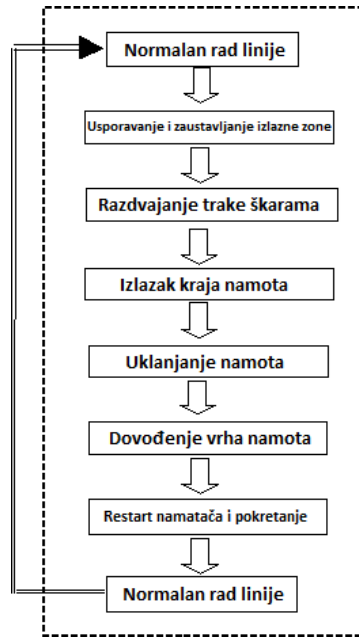 Normalan rad linije
Usporavanje i zaustavljanje izlazne zone
Razdvajanje trake škarama
Izlazak kraja namota
Uklanjanje namota
Dovođenje vrha namota
Restart namatača i pokretanje
Normalan rad linije